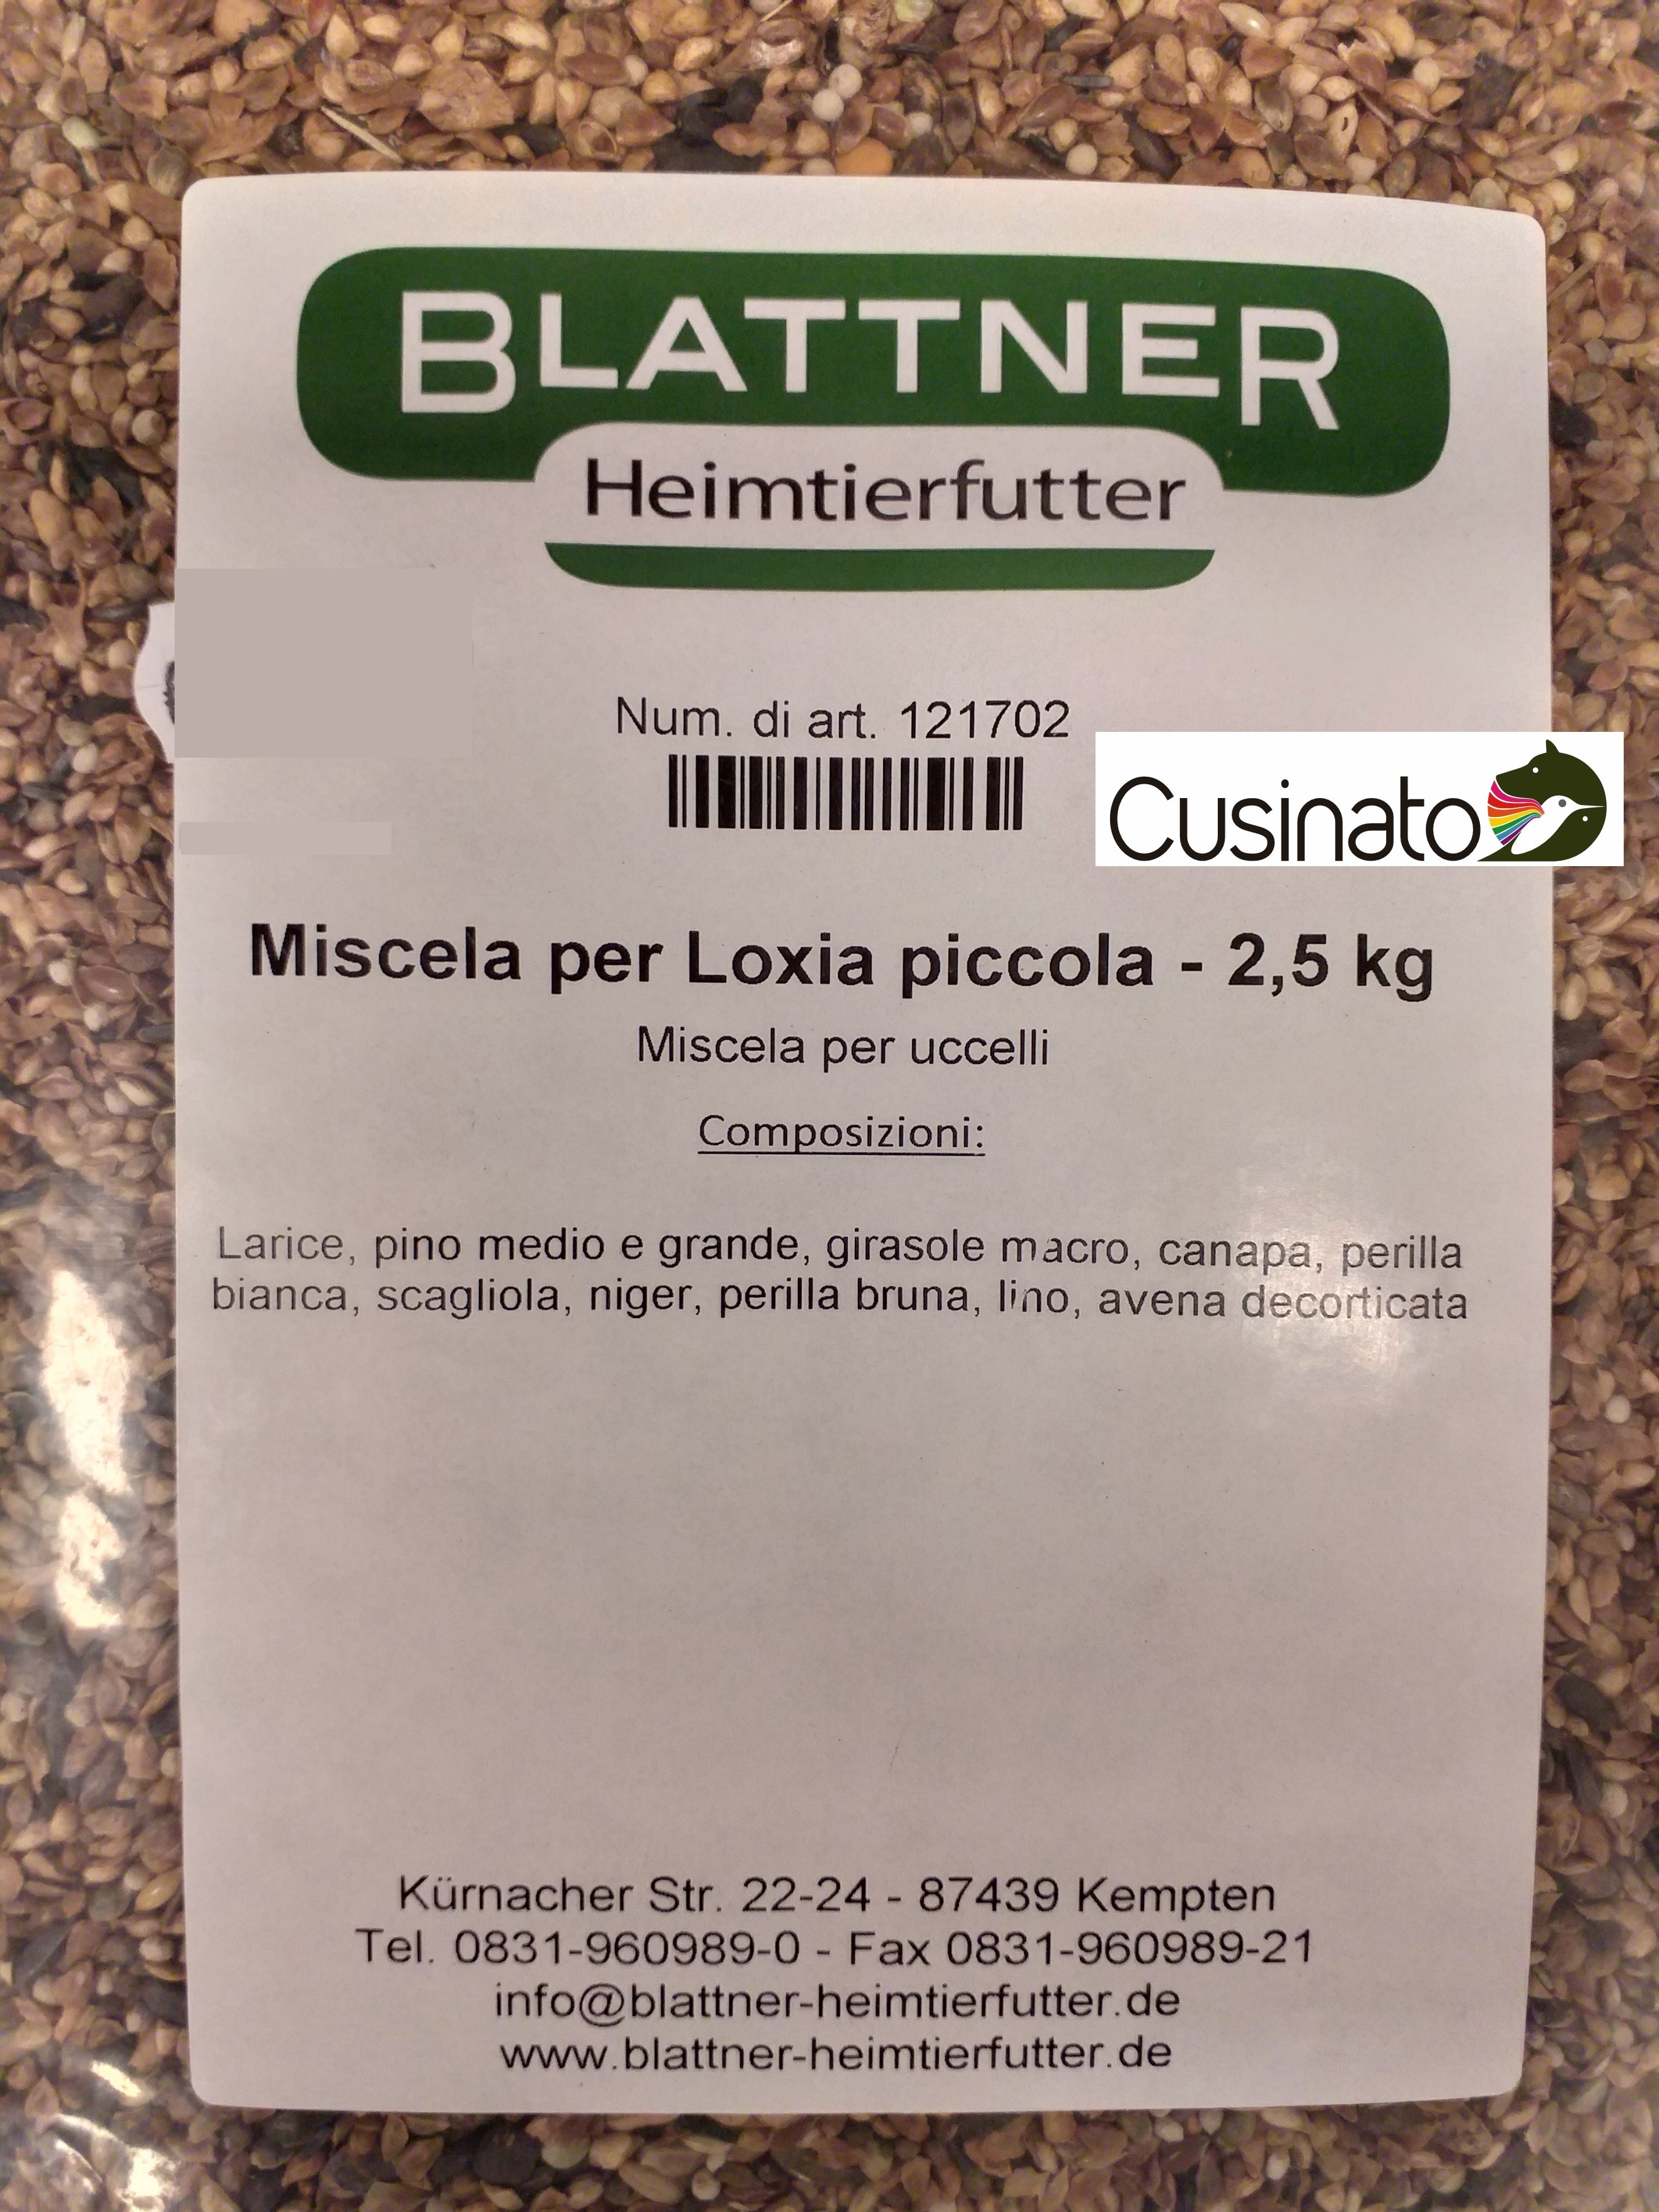 BLATTNER
Heimtierfutter
Num. di art. 121702
Cusinato
Miscela per Loxia piccola - 2,5 kg
Miscela per uccelli
Composizioni:
Larice, pino medio e grande, girasole macro, canapa, perilla
bianca, scagliola, niger, perilla bruna, lino, avena decorticata
Kürnacher Str. 22-24 - 87439 Kempten
Tel. 0831-960989-0 - Fax 0831-960989-21
info@blattner-heimtierfutter.de
www.blattner-heimtierfutter.de